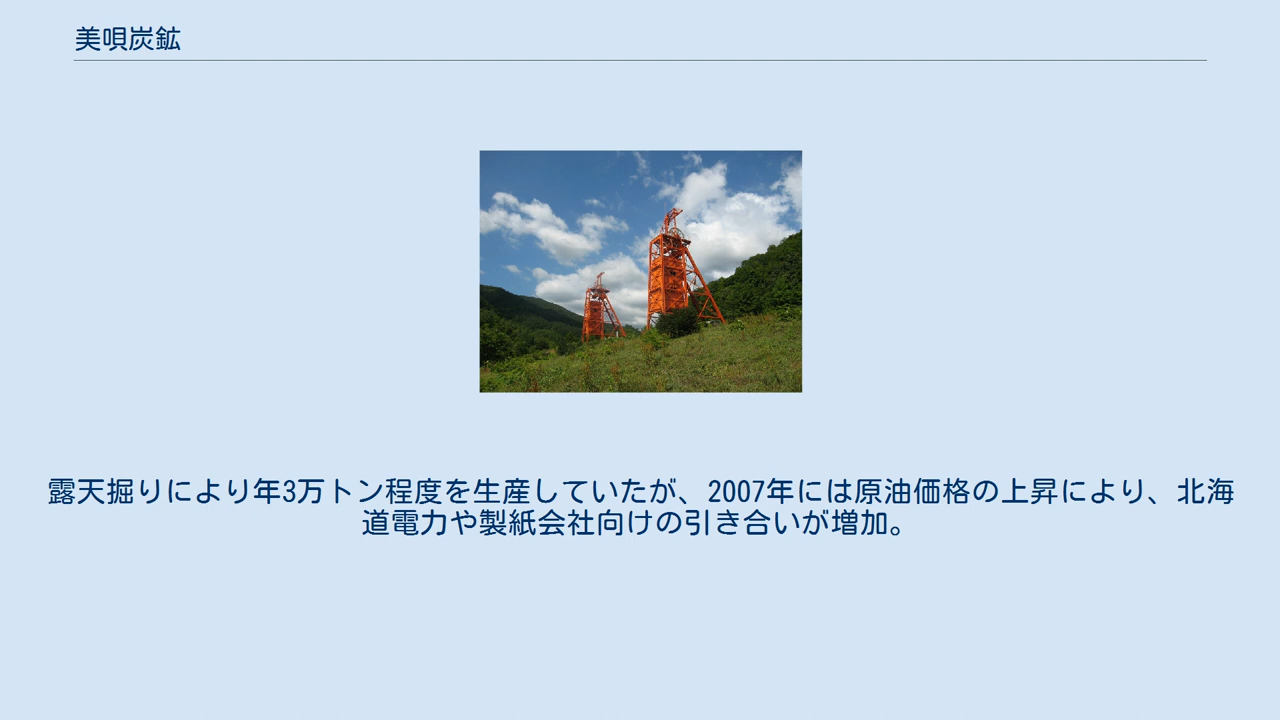 美唄炭鉱
露天掘りにより年3万トン程度を生産していたが、2007年には原油価格の上昇により、北海
道電力や製紙会社向けの引き合いが増加。